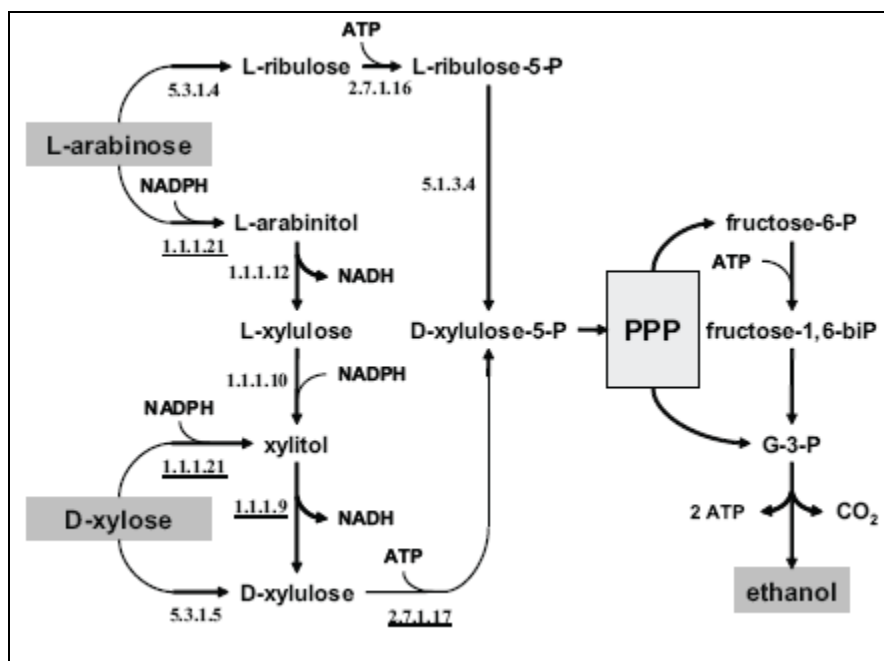 ATP
L-ribulose
L-ribulose-5-P
5.3.1.4
2.7.1.16
L-arabinose
NADPH
5.1.3.4
L-arabinitol
fructose-6-P
1.1.1.21
1.1.1.12
NADH
ATP
L-xylulose
D-xylulose-5-P
PPP
fructose-1,6-biP
1.1.1.10
NADPH
NADPH
xylitol
G-3-P
1.1.1.21
1.1.1.9
D-xylose
NADH
2 ATP
CO2
ATP
D-xylulose
ethanol
5.3.1.5
2.7.1.17